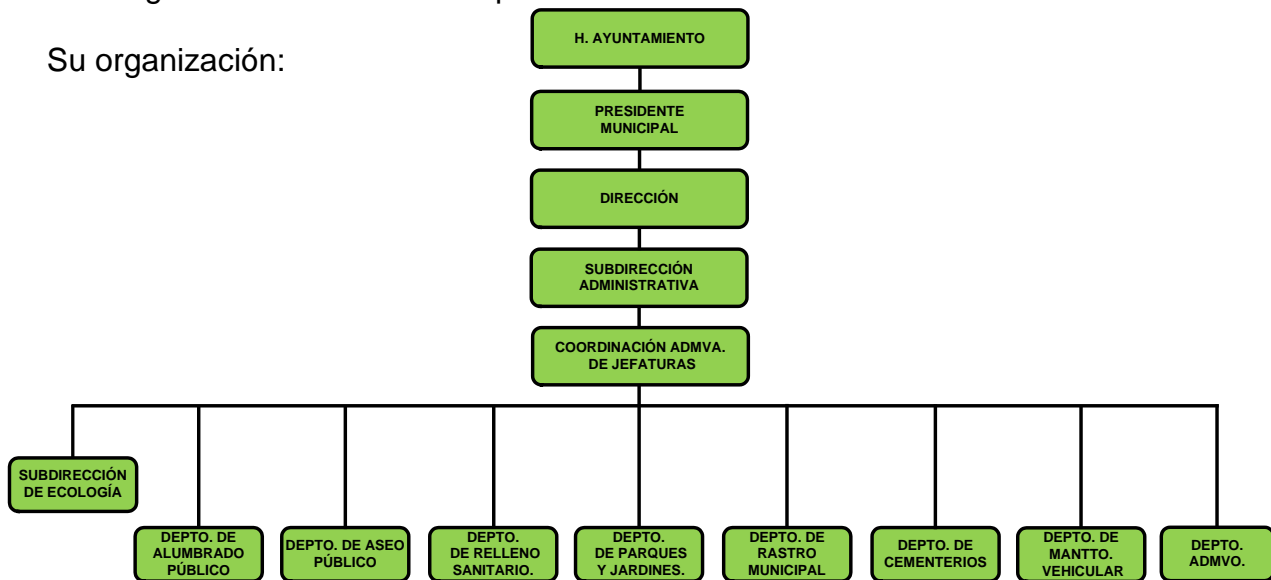 Su organización:
H. AYUNTAMIENTO
PRESIDENTE
MUNICIPAL
DIRECCIÓN
SUBDIRECCIÓN
ADMINISTRATIVA
COORDINACIÓN ADMVA.
DE JEFATURAS
SUBDIRECCIÓN
DE ECOLOGÍA
DEPTO. DE
ALUMBRADO
PÚBLICO
DEPTO. DE ASEO
PÚBLICO
DEPTO.
DE RELLENO
SANITARIO.
DEPTO.
DE PARQUES
Y JARDINES.
DEPTO. DE
RASTRO
MUNICIPAL
DEPTO. DE
CEMENTERIOS
DEPTO. DE
MANTTO.
VEHICULAR
DEPTO.
ADMVO.